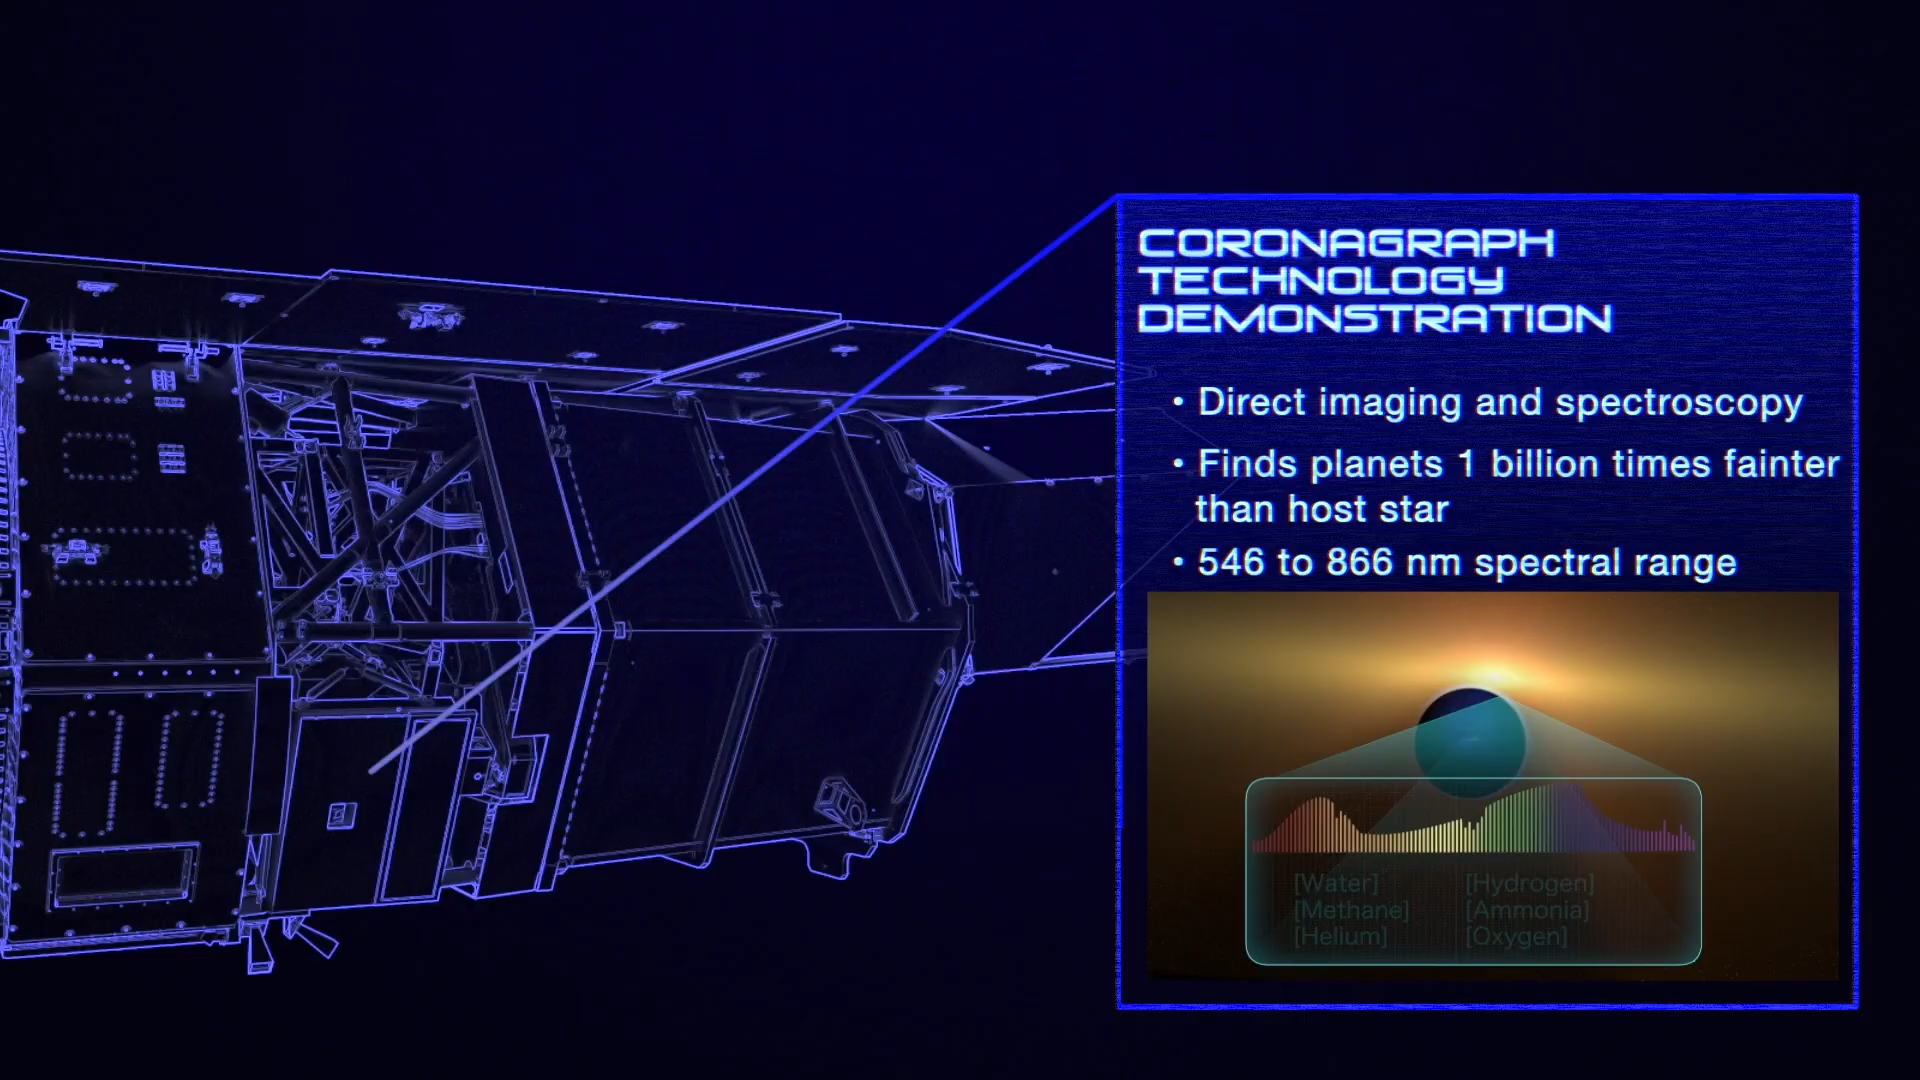 CORONAGRAPH
TECHNOLOGY
DEMONSTRATION
• Direct imaging and spectroscopy
• Finds planets 1 billion times fainter
than host star
• 546 to 866 nm spectral range
[Water] [Hydrogen]
[Methane] [Ammonia]
[Helium] [Oxygen]